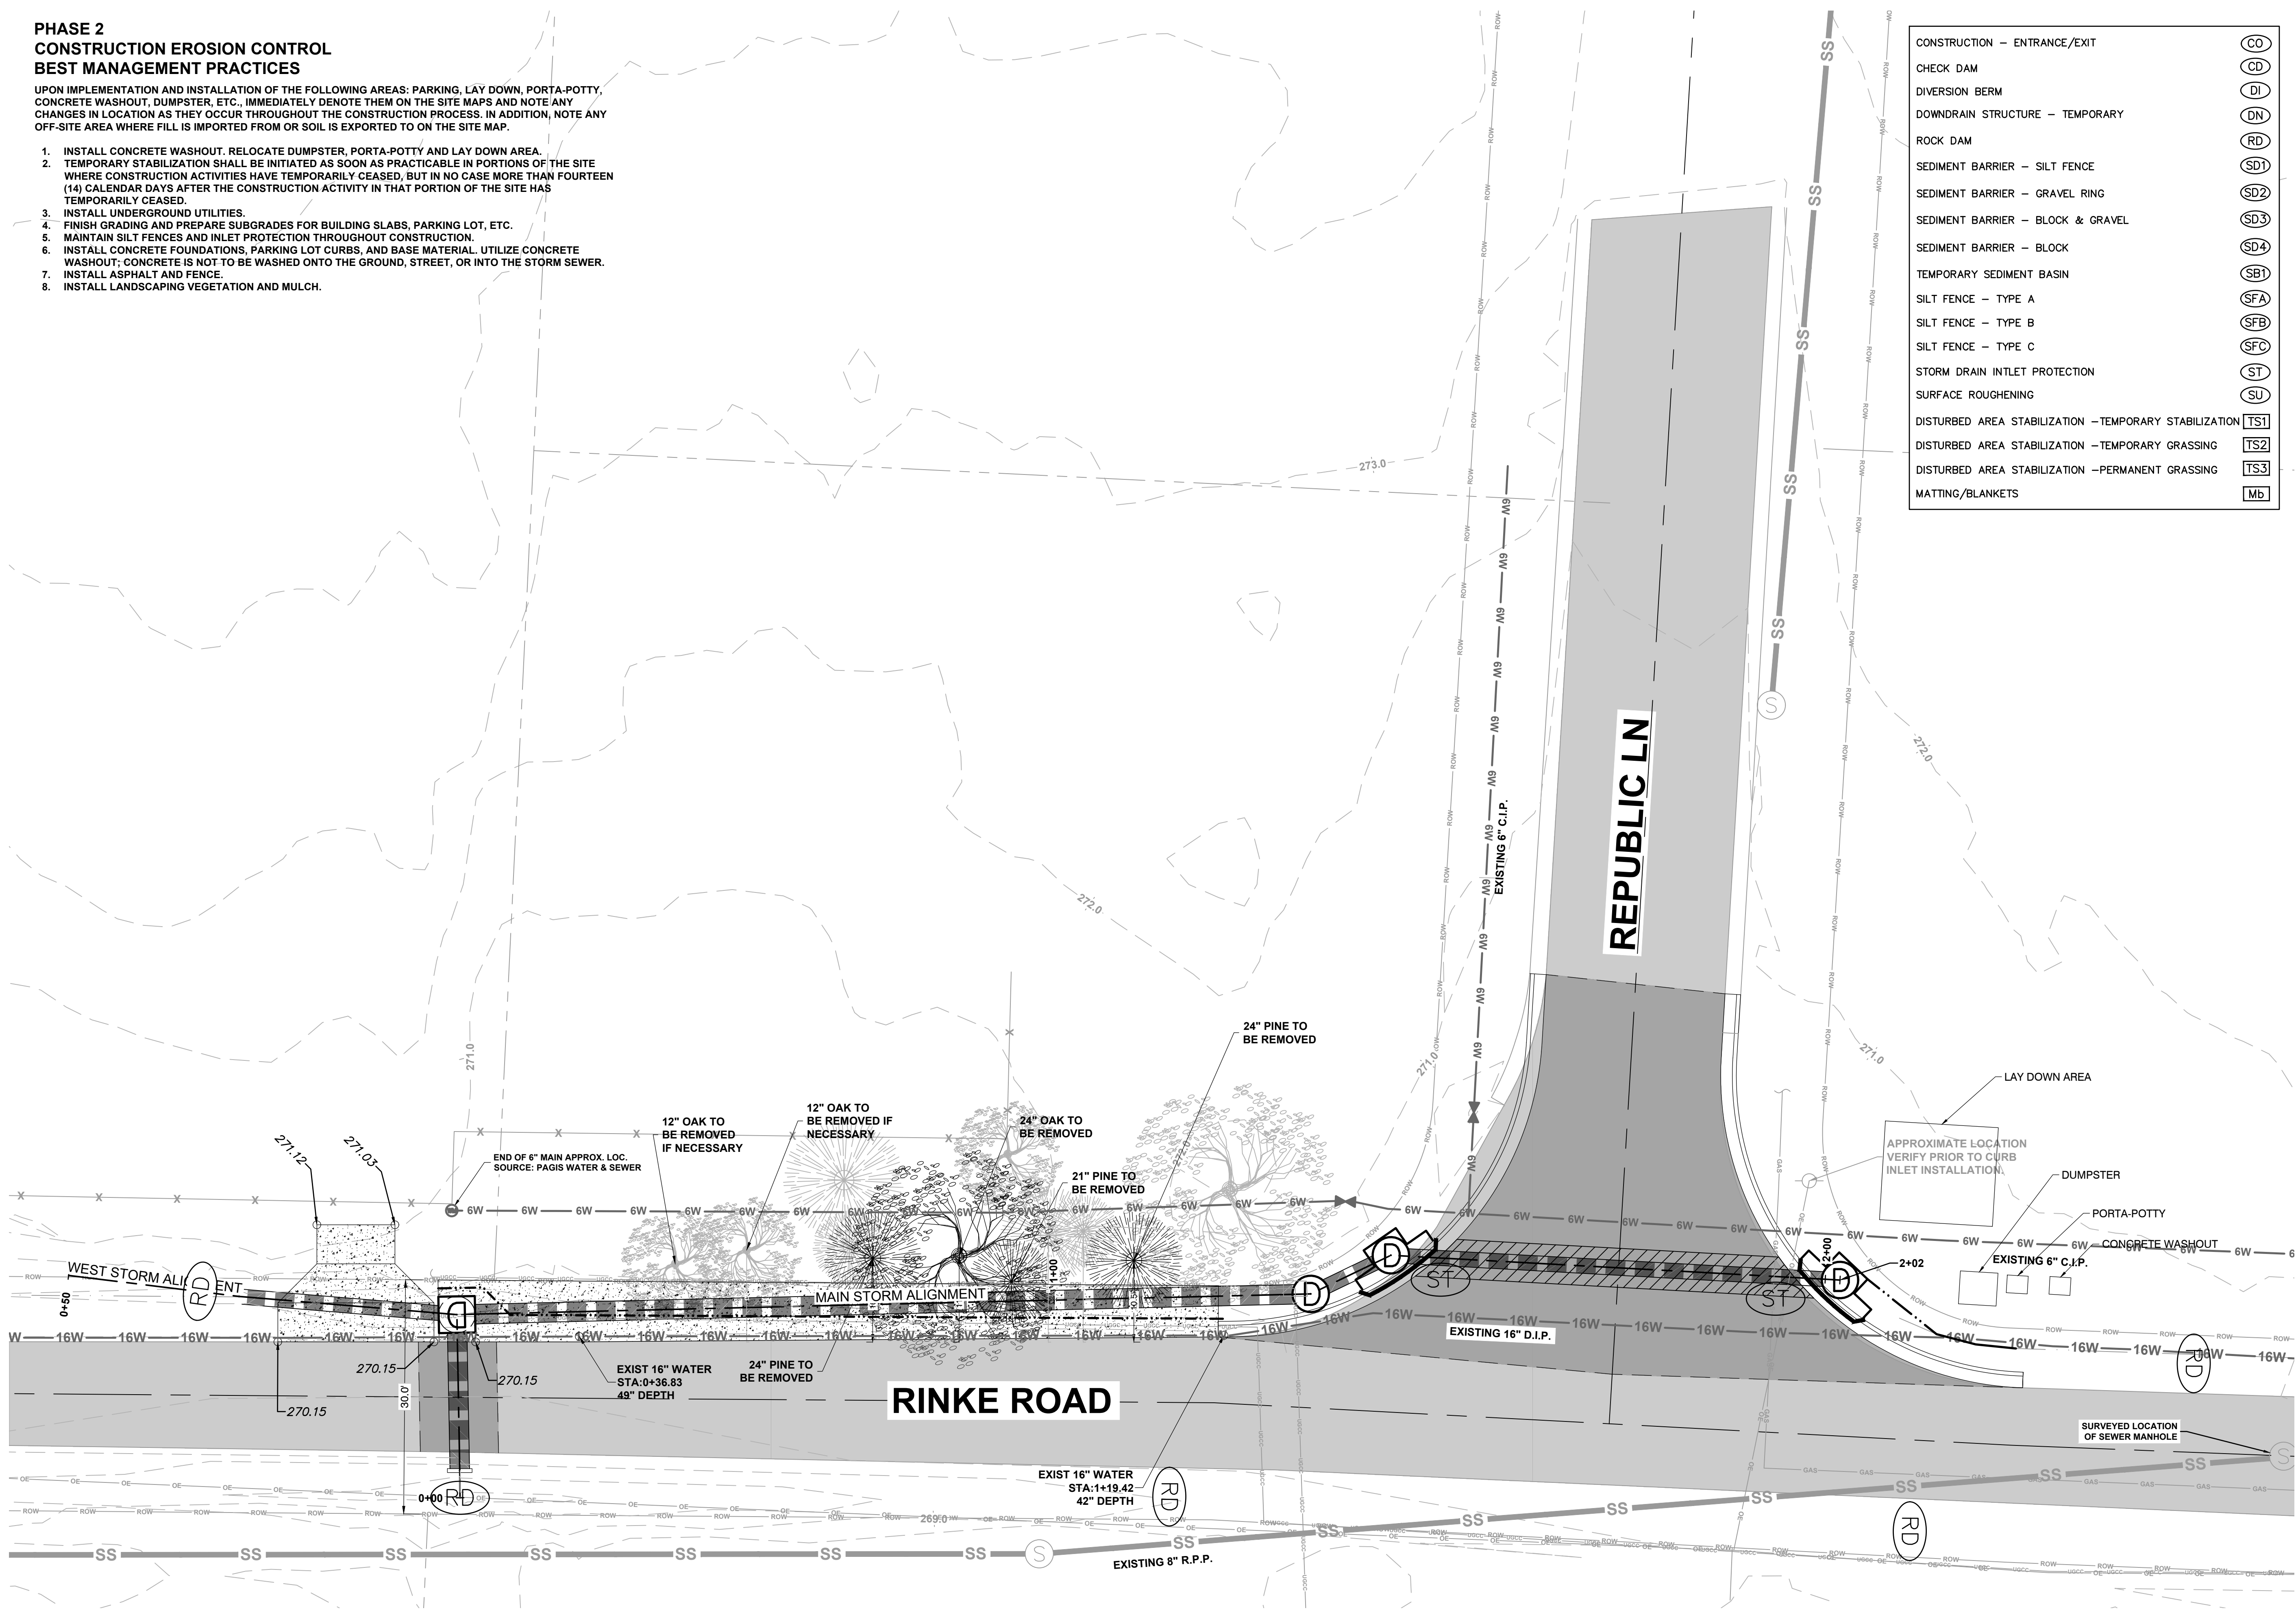 PHASE 2
CONSTRUCTION EROSION CONTROL
BEST MANAGEMENT PRACTICES
UPON IMPLEMENTATION AND INSTALLATION OF THE FOLLOWING AREAS: PARKING, LAY DOWN, PORTA-POTTY,
CONCRETE WASHOUT, DUMPSTER, ETC., IMMEDIATELY DENOTE THEM ON THE SITE MAPS AND NOTE ANY
CHANGES IN LOCATION AS THEY OCCUR THROUGHOUT THE CONSTRUCTION PROCESS. IN ADDITION, NOTE ANY
OFF-SITE AREA WHERE FILL IS IMPORTED FROM OR SOIL IS EXPORTED TO ON THE SITE MAP.
1. INSTALL CONCRETE WASHOUT. RELOCATE DUMPSTER, PORTA-POTTY AND LAY DOWN AREA.
2. TEMPORARY STABILIZATION SHALL BE INITIATED AS SOON AS PRACTICABLE IN PORTIONS OF THE SITE
WHERE CONSTRUCTION ACTIVITIES HAVE TEMPORARILY CEASED, BUT IN NO CASE MORE THAN FOURTEEN
(14) CALENDAR DAYS AFTER THE CONSTRUCTION ACTIVITY IN THAT PORTION OF THE SITE HAS
TEMPORARILY CEASED.
3. INSTALL UNDERGROUND UTILITIES.
4. FINISH GRADING AND PREPARE SUBGRADES FOR BUILDING SLABS, PARKING LOT, ETC.
5. MAINTAIN SILT FENCES AND INLET PROTECTION THROUGHOUT CONSTRUCTION.
6. INSTALL CONCRETE FOUNDATIONS, PARKING LOT CURBS, AND BASE MATERIAL. UTILIZE CONCRETE
WASHOUT; CONCRETE IS NOT TO BE WASHED ONTO THE GROUND, STREET, OR INTO THE STORM SEWER.
7. INSTALL ASPHALT AND FENCE.
8. INSTALL LANDSCAPING VEGETATION AND MULCH.
CONSTRUCTION – ENTRANCE/EXIT CO
CHECK DAM CD
DIVERSION BERM DI
DOWNDRAIN STRUCTURE – TEMPORARY DN
ROCK DAM RD
SEDIMENT BARRIER – SILT FENCE SD1
SEDIMENT BARRIER – GRAVEL RING SD2
SEDIMENT BARRIER – BLOCK & GRAVEL SD3
SEDIMENT BARRIER – BLOCK SD4
TEMPORARY SEDIMENT BASIN SB1
SILT FENCE – TYPE A SFA
SILT FENCE – TYPE B SFB
SILT FENCE – TYPE C SFC
STORM DRAIN INTLET PROTECTION ST
SURFACE ROUGHENING SU
DISTURBED AREA STABILIZATION –TEMPORARY STABILIZATION TS1
DISTURBED AREA STABILIZATION –TEMPORARY GRASSING TS2
DISTURBED AREA STABILIZATION –PERMANENT GRASSING TS3
MATTING/BLANKETS Mb
273.0
272.0
272.0
271.0
271.0
271.0
272.0
269.0
REPUBLIC LN
EXISTING 6" C.I.P.
24" PINE TO
BE REMOVED
LAY DOWN AREA
APPROXIMATE LOCATION
VERIFY PRIOR TO CURB
INLET INSTALLATION.
DUMPSTER
PORTA-POTTY
CONCRETE WASHOUT
EXISTING 6" C.I.P.
12" OAK TO
BE REMOVED
IF NECESSARY
12" OAK TO
BE REMOVED IF
NECESSARY
24" OAK TO
BE REMOVED
21" PINE TO
BE REMOVED
271.12
271.03
END OF 6" MAIN APPROX. LOC.
SOURCE: PAGIS WATER & SEWER
WEST STORM ALI
ENT
RD
0+50
D
MAIN STORM ALIGNMENT
1+00
D
D
ST
ST
D
2+00
2+02
EXISTING 16" D.I.P.
RD
270.15
270.15
270.15
30.0'
EXIST 16" WATER
STA:0+36.83
49" DEPTH
24" PINE TO
BE REMOVED
RINKE ROAD
SURVEYED LOCATION
OF SEWER MANHOLE
0+00
RD
EXIST 16" WATER
STA:1+19.42
42" DEPTH
RD
RD
EXISTING 8" R.P.P.
S
S
S
SS
6W
16W
ROW
OE
GAS
UGCC
X